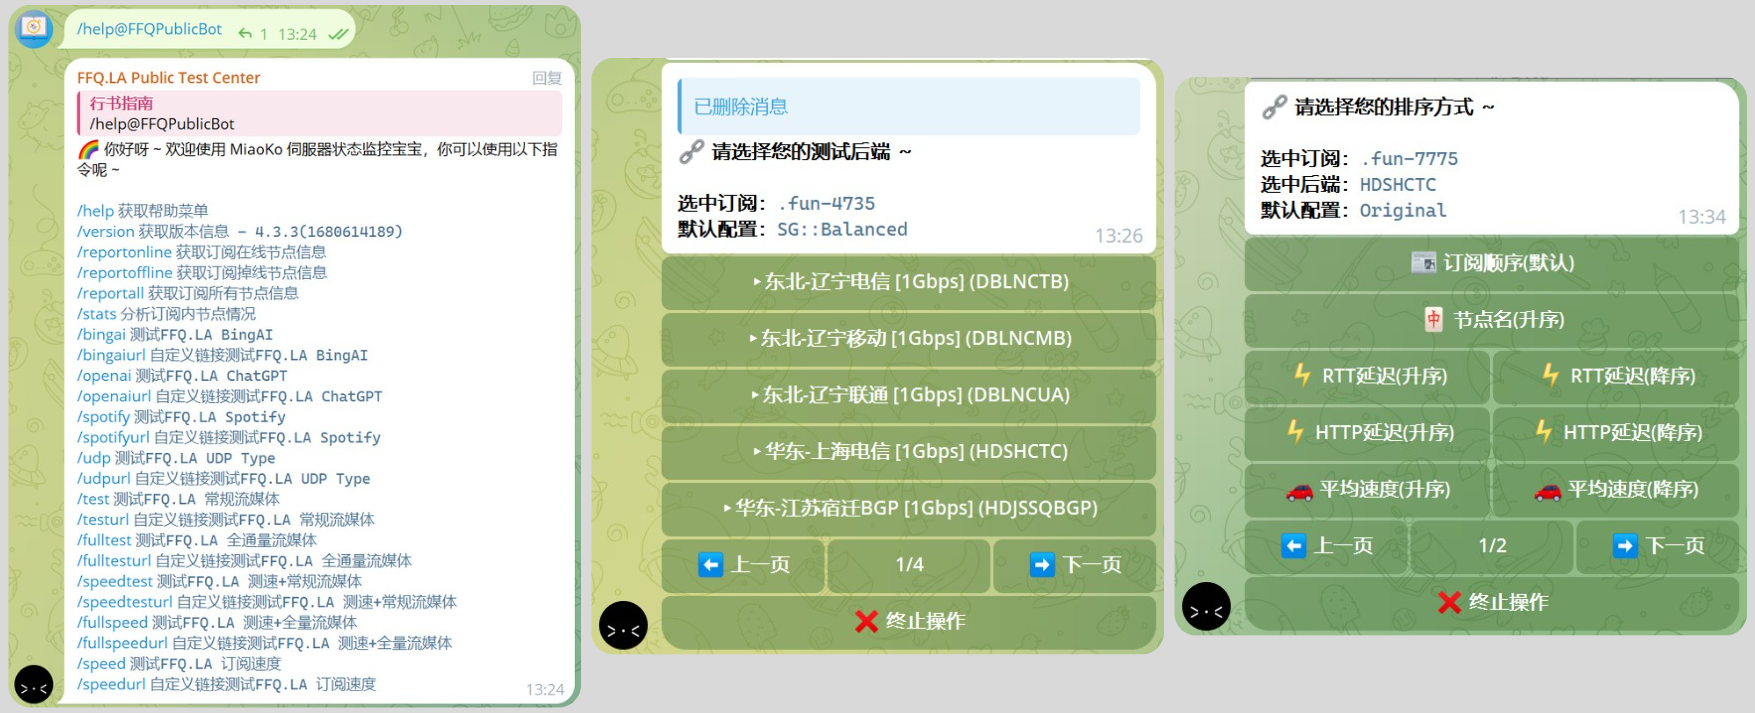 /help@FFQPublicBot 1 13:24
FFQ.LA Public Test Center 回复
行书指南
/help@FFQPublicBot
🌈 你好呀 ~ 欢迎使用 MiaoKo 伺服器状态监控宝宝，你可以使用以下指
令呢 ~
/help 获取帮助菜单
/version 获取版本信息 - 4.3.3(1680614189)
/reportonline 获取订阅在线节点信息
/reportoffline 获取订阅掉线节点信息
/reportall 获取订阅所有节点信息
/stats 分析订阅内节点情况
/bingai 测试FFQ.LA BingAI
/bingaiurl 自定义链接测试FFQ.LA BingAI
/openai 测试FFQ.LA ChatGPT
/openaiurl 自定义链接测试FFQ.LA ChatGPT
/spotify 测试FFQ.LA Spotify
/spotifyurl 自定义链接测试FFQ.LA Spotify
/udp 测试FFQ.LA UDP Type
/udpurl 自定义链接测试FFQ.LA UDP Type
/test 测试FFQ.LA 常规流媒体
/testurl 自定义链接测试FFQ.LA 常规流媒体
/fulltest 测试FFQ.LA 全通量流媒体
/fulltesturl 自定义链接测试FFQ.LA 全通量流媒体
/speedtest 测试FFQ.LA 测速+常规流媒体
/speedtesturl 自定义链接测试FFQ.LA 测速+常规流媒体
/fullspeed 测试FFQ.LA 测速+全量流媒体
/fullspeedurl 自定义链接测试FFQ.LA 测速+全量流媒体
/speed 测试FFQ.LA 订阅速度
/speedurl 自定义链接测试FFQ.LA 订阅速度
13:24
已删除消息
🔗 请选择您的测试后端 ~
选中订阅：.fun-4735
默认配置：SG::Balanced
13:26
‣ 东北-辽宁电信 [1Gbps] (DBLNCTB)
‣ 东北-辽宁移动 [1Gbps] (DBLNCMB)
‣ 东北-辽宁联通 [1Gbps] (DBLNCUA)
‣ 华东-上海电信 [1Gbps] (HDSHCTC)
‣ 华东-江苏宿迁BGP [1Gbps] (HDJSSQBGP)
⬅️ 上一页 1/4 ➡️ 下一页
❌ 终止操作
🔗 请选择您的排序方式 ~
选中订阅：.fun-7775
选中后端：HDSHCTC
默认配置：Original
13:34
📰 订阅顺序(默认)
🀄 节点名(升序)
⚡ RTT延迟(升序) ⚡ RTT延迟(降序)
⚡ HTTP延迟(升序) ⚡ HTTP延迟(降序)
🚗 平均速度(升序) 🚗 平均速度(降序)
⬅️ 上一页 1/2 ➡️ 下一页
❌ 终止操作